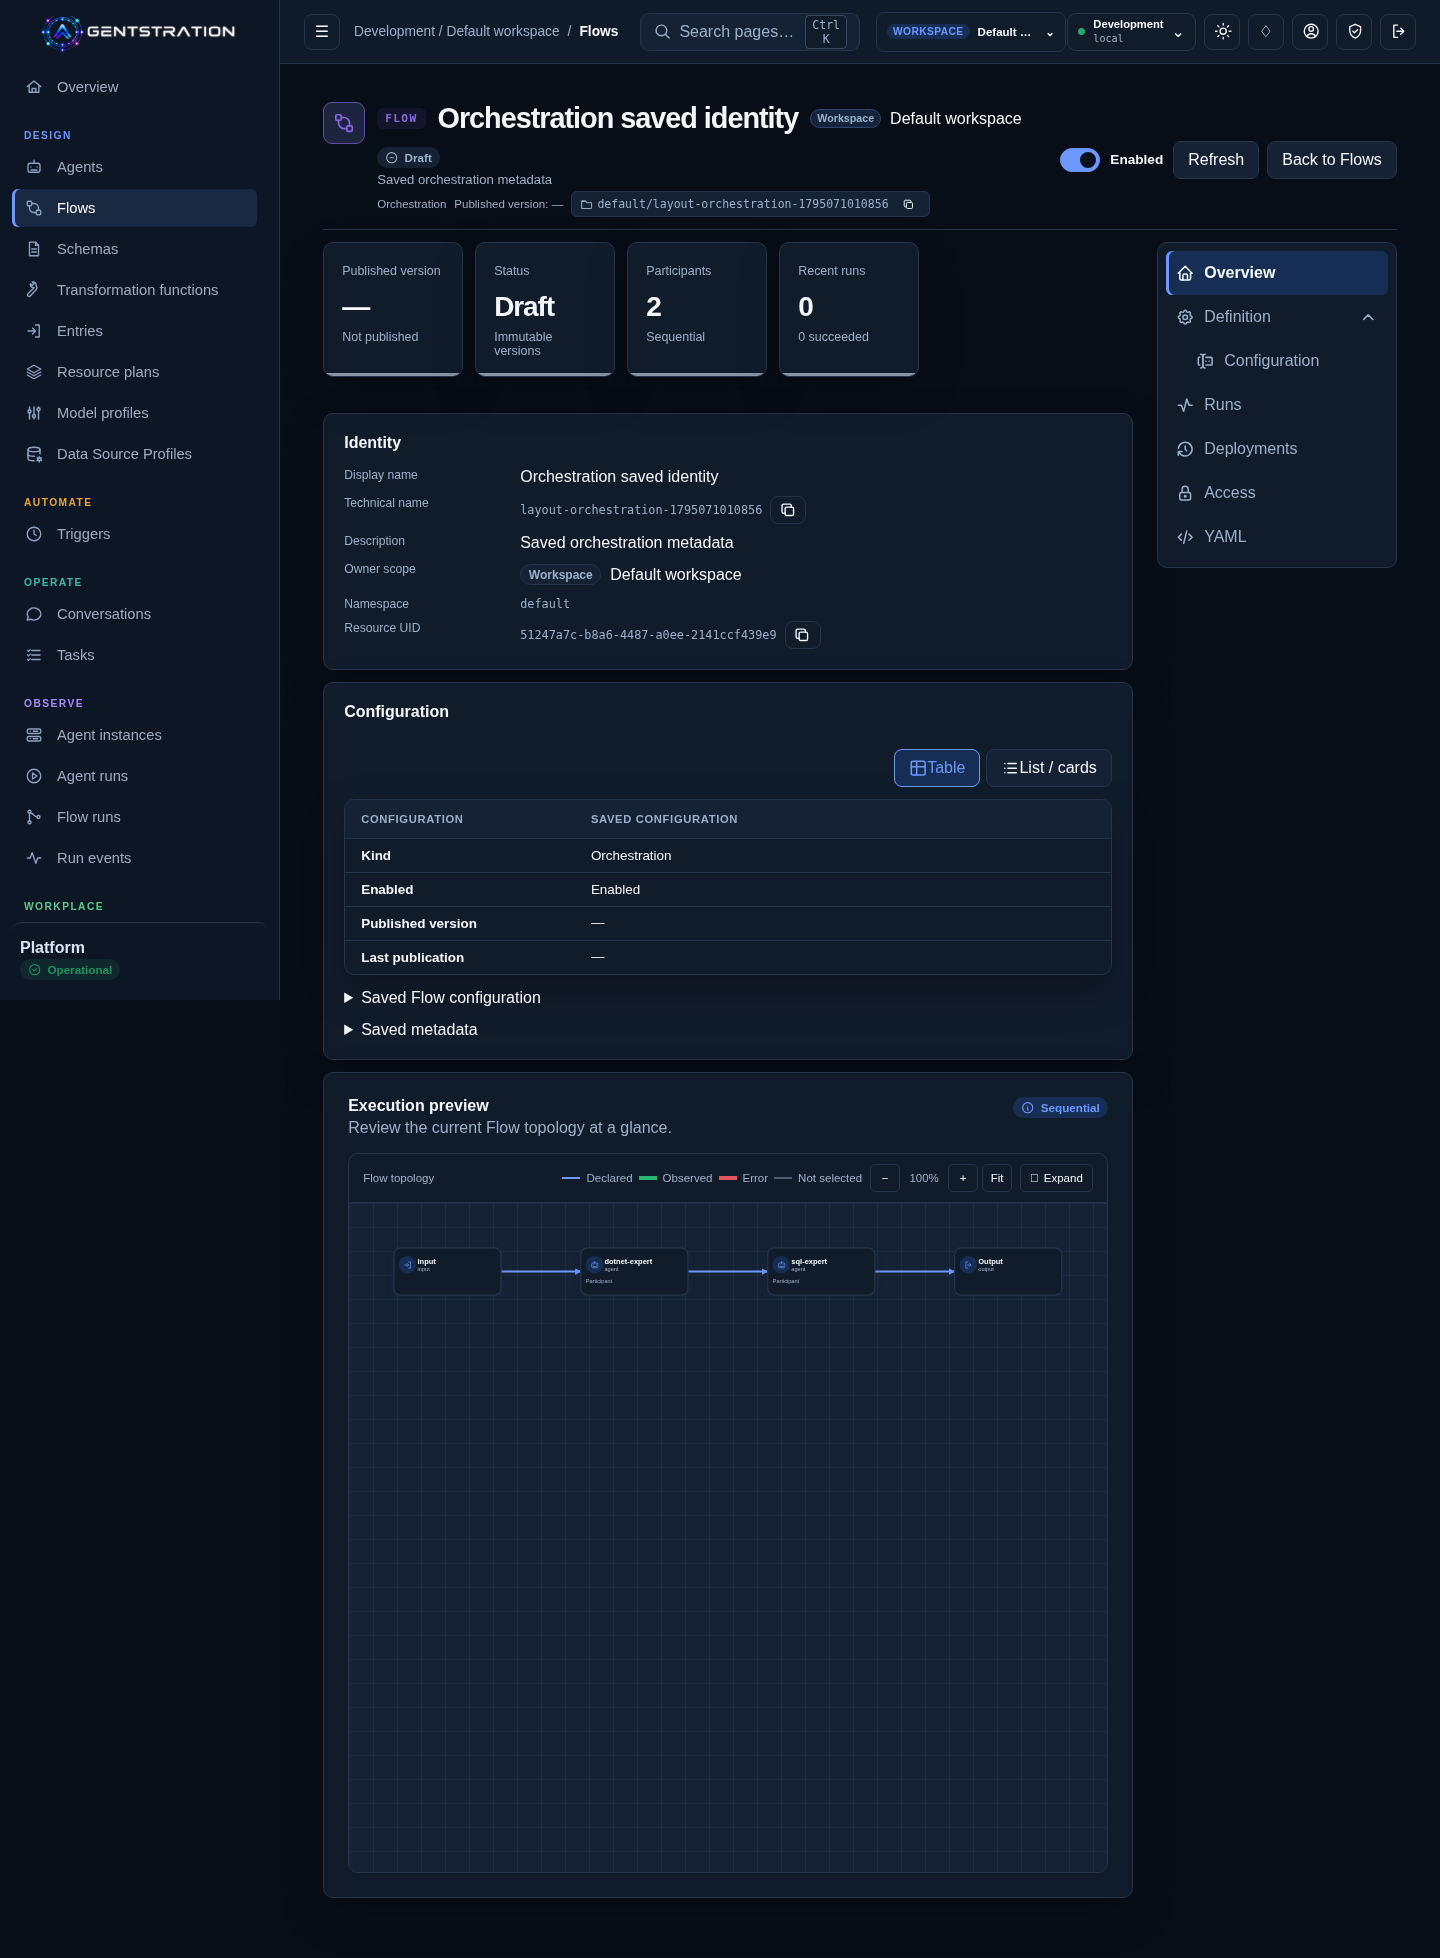 GENTSTRATION
Overview
DESIGN
Agents
Flows
Schemas
Transformation functions
Entries
Resource plans
Model profiles
Data Source Profiles
AUTOMATE
Triggers
OPERATE
Conversations
Tasks
OBSERVE
Agent instances
Agent runs
Flow runs
Run events
WORKPLACE
Platform
Operational
Development / Default workspace / Flows
Search pages…
Ctrl K
WORKSPACE Default …
Development
local
FLOW Orchestration saved identity Workspace Default workspace
Draft
Saved orchestration metadata
Orchestration Published version: — default/layout-orchestration-1795071010856
Enabled Refresh Back to Flows
Published version
—
Not published
Status
Draft
Immutable
versions
Participants
2
Sequential
Recent runs
0
0 succeeded
Overview
Definition
Configuration
Runs
Deployments
Access
YAML
Identity
Display name Orchestration saved identity
Technical name layout-orchestration-1795071010856
Description Saved orchestration metadata
Owner scope Workspace Default workspace
Namespace default
Resource UID 51247a7c-b8a6-4487-a0ee-2141ccf439e9
Configuration
Table List / cards
CONFIGURATION SAVED CONFIGURATION
Kind Orchestration
Enabled Enabled
Published version —
Last publication —
Saved Flow configuration
Saved metadata
Execution preview
Sequential
Review the current Flow topology at a glance.
Flow topology Declared Observed Error Not selected − 100% + Fit Expand
Input
input
dotnet-expert
agent
Participant
sql-expert
agent
Participant
Output
output